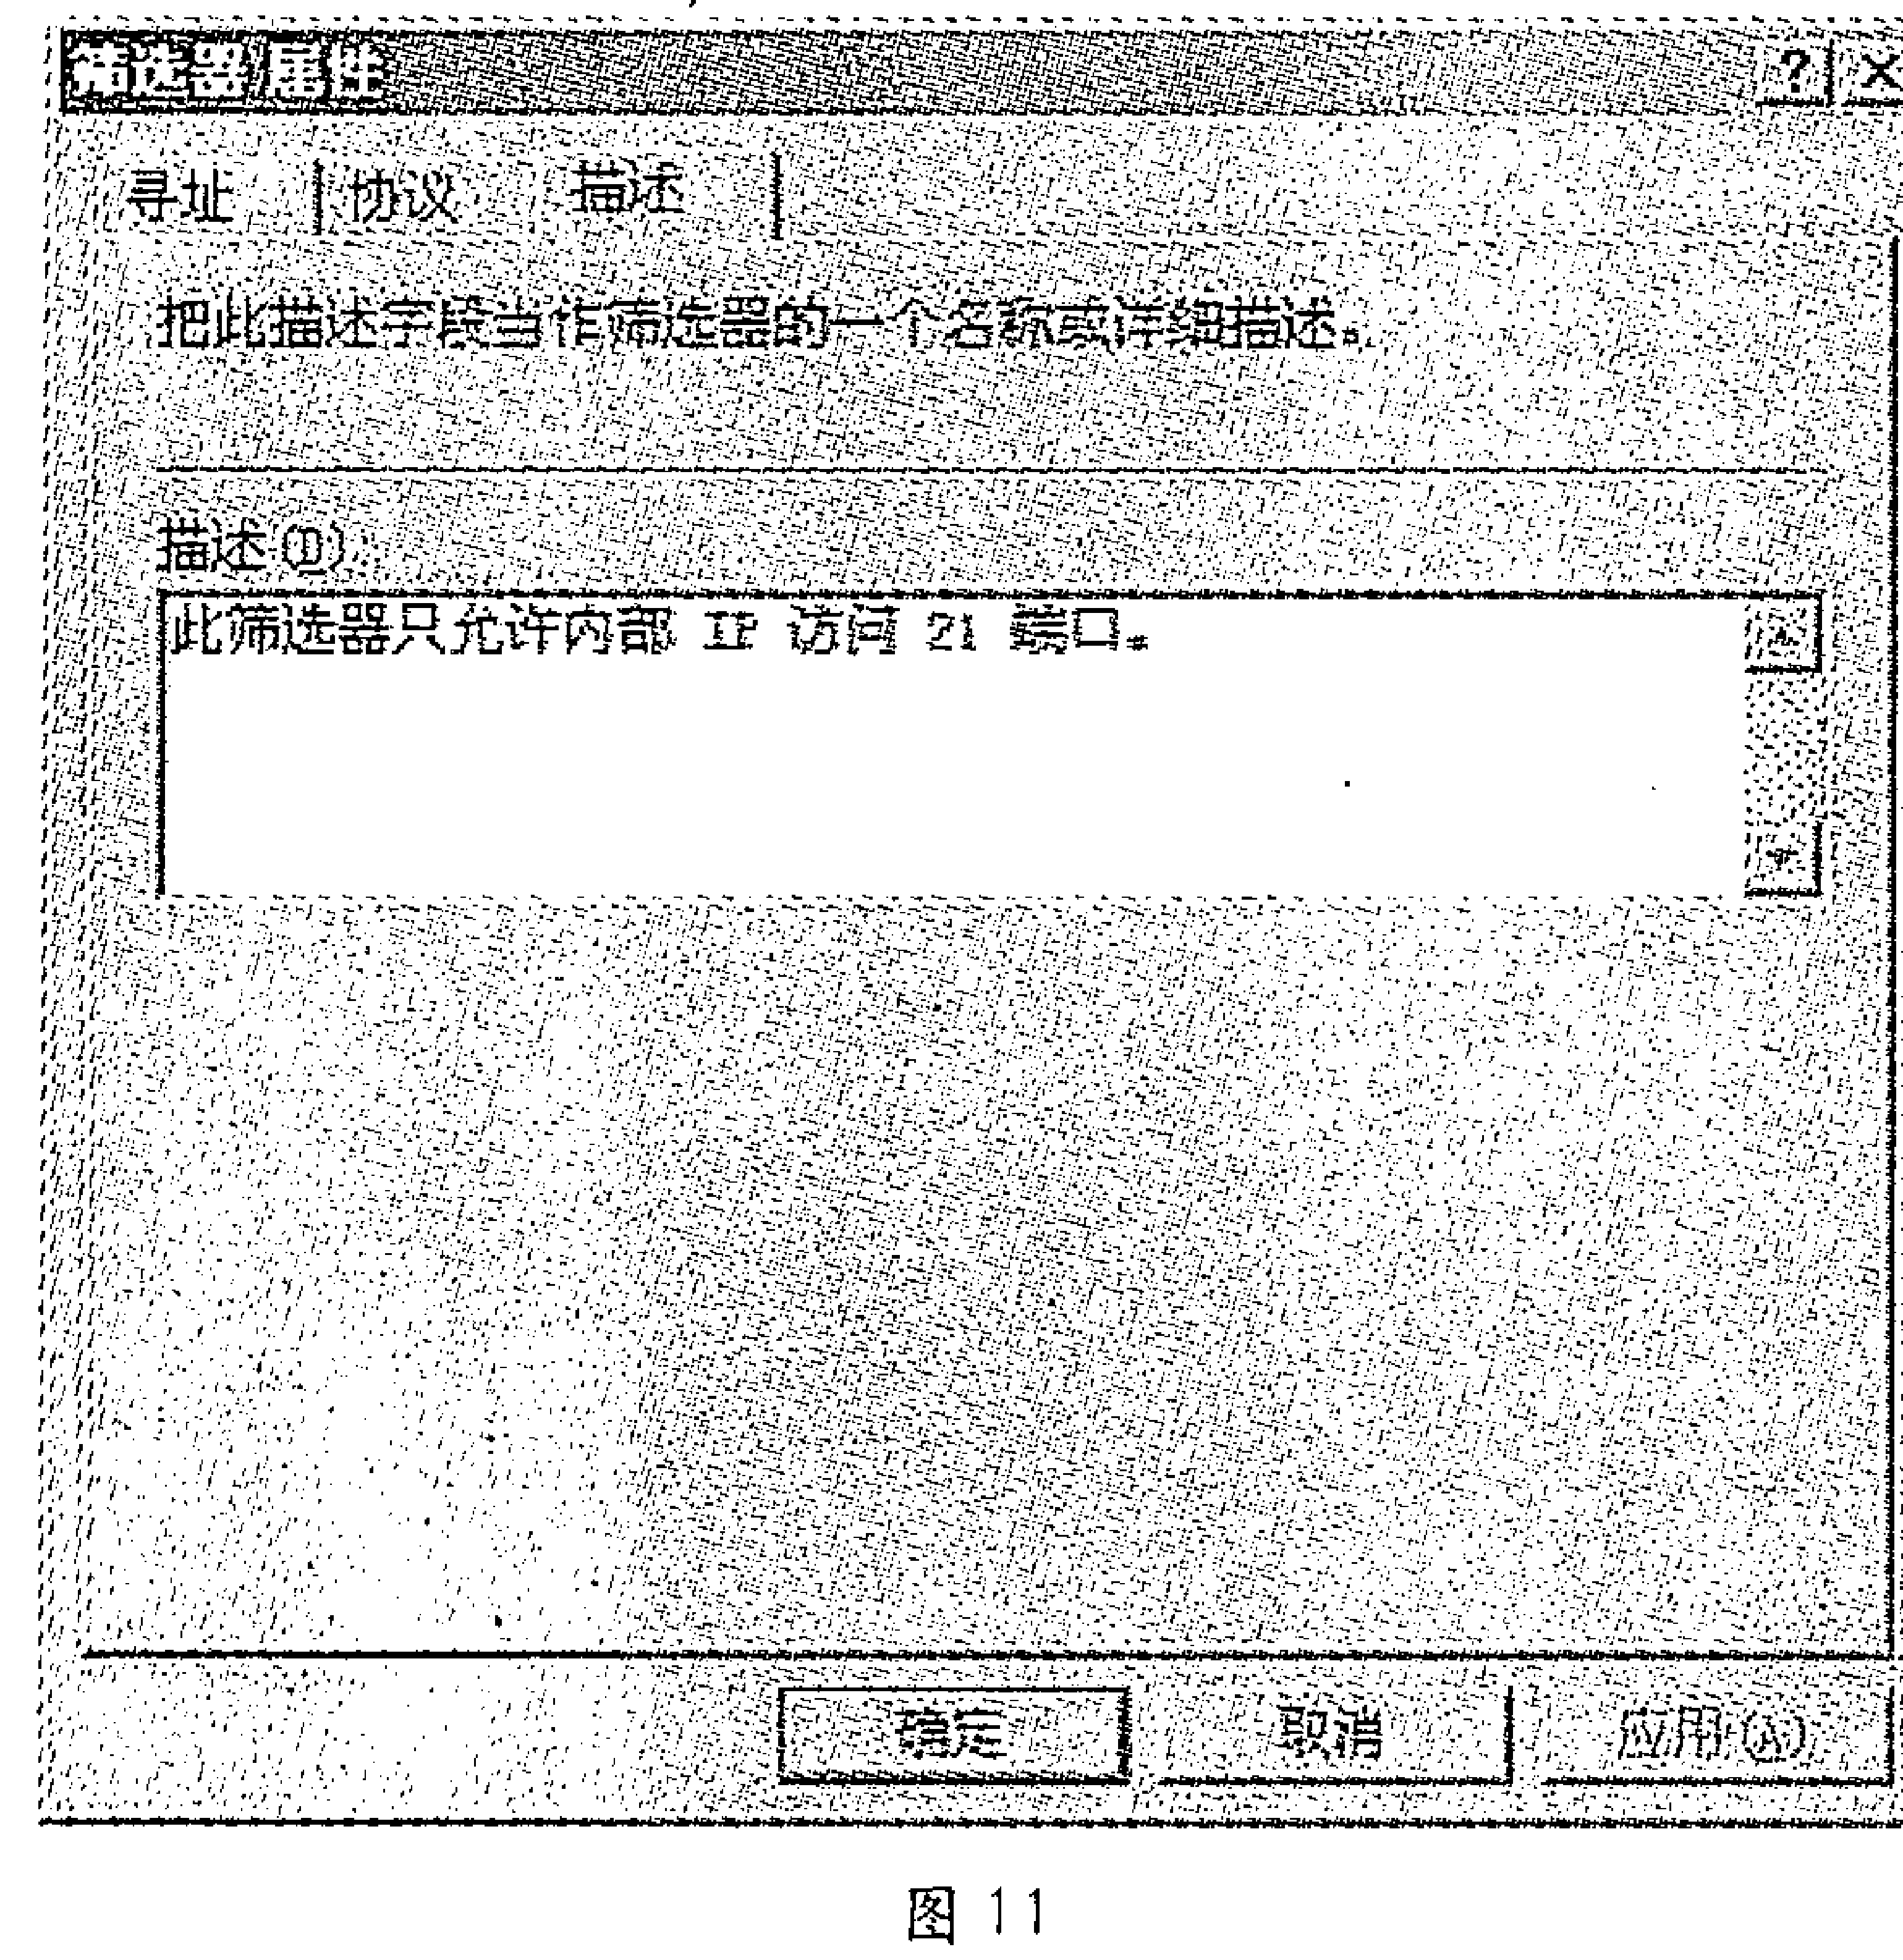 筛选器 属性 ? ×
寻址 协议 描述
把此描述字段当作筛选器的一个名称或详细描述。
描述(D)
此筛选器只允许内部 IP 访问 21 端口。
确定 取消 应用(A)
图 11